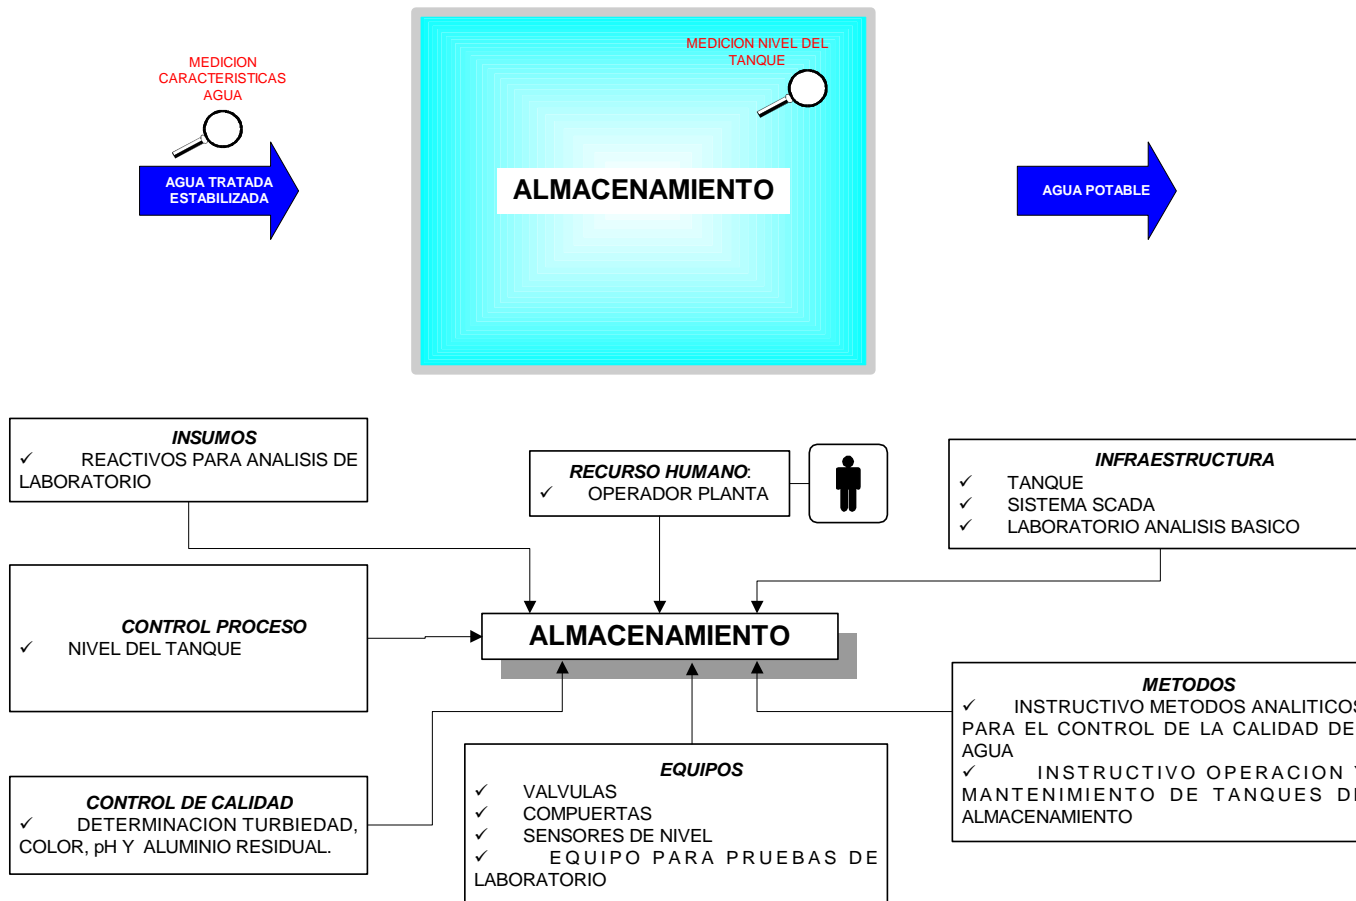 MEDICION
CARACTERISTICAS
AGUA
MEDICION NIVEL DEL
TANQUE
AGUA TRATADA
ESTABILIZADA
ALMACENAMIENTO
AGUA POTABLE
INSUMOS
✓ REACTIVOS PARA ANALISIS DE
LABORATORIO
RECURSO HUMANO:
✓ OPERADOR PLANTA
INFRAESTRUCTURA
✓ TANQUE
✓ SISTEMA SCADA
✓ LABORATORIO ANALISIS BASICO
CONTROL PROCESO
✓ NIVEL DEL TANQUE
ALMACENAMIENTO
CONTROL DE CALIDAD
✓ DETERMINACION TURBIEDAD,
COLOR, pH Y ALUMINIO RESIDUAL.
EQUIPOS
✓ VALVULAS
✓ COMPUERTAS
✓ SENSORES DE NIVEL
✓ EQUIPO PARA PRUEBAS DE
LABORATORIO
METODOS
✓ INSTRUCTIVO METODOS ANALITICOS
PARA EL CONTROL DE LA CALIDAD DE
AGUA
✓ INSTRUCTIVO OPERACION Y
MANTENIMIENTO DE TANQUES DE
ALMACENAMIENTO